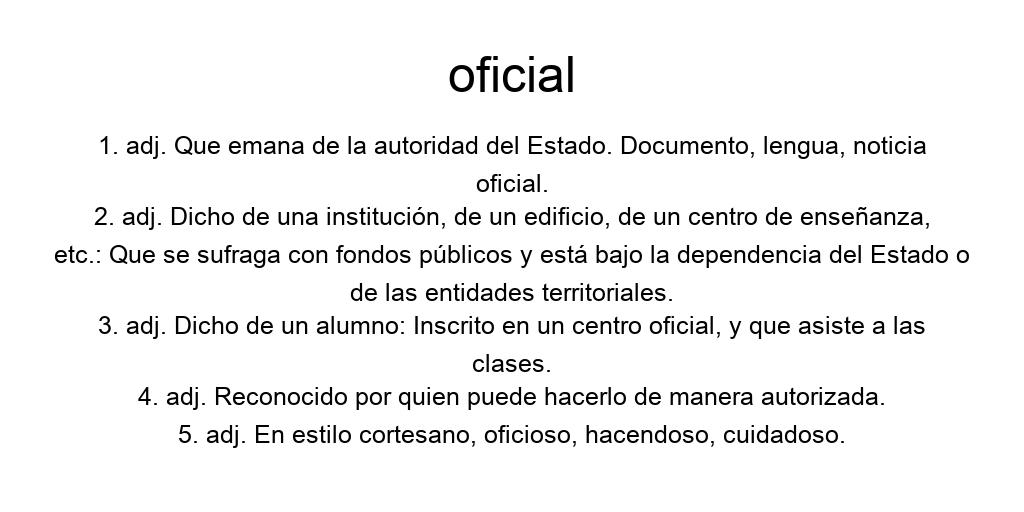 oficial
1. adj. Que emana de la autoridad del Estado. Documento, lengua, noticia
oficial.
2. adj. Dicho de una institución, de un edificio, de un centro de enseñanza,
etc.: Que se sufraga con fondos públicos y está bajo la dependencia del Estado o
de las entidades territoriales.
3. adj. Dicho de un alumno: Inscrito en un centro oficial, y que asiste a las
clases.
4. adj. Reconocido por quien puede hacerlo de manera autorizada.
5. adj. En estilo cortesano, oficioso, hacendoso, cuidadoso.